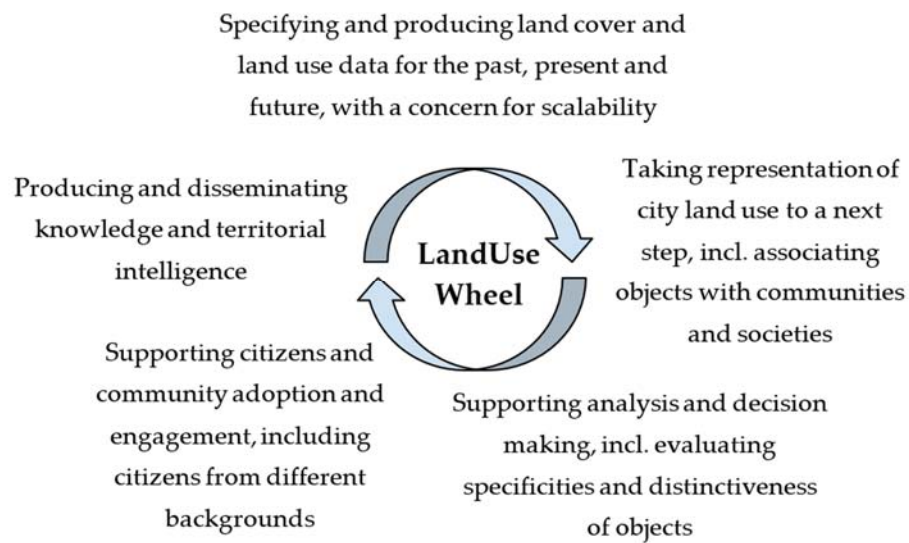 Specifying and producing land cover and
land use data for the past, present and
future, with a concern for scalability
Taking representation of
city land use to a next
step, incl. associating
objects with communities
and societies
Supporting analysis and decision
making, incl. evaluating
specificities and distinctiveness
of objects
Supporting citizens and
community adoption and
engagement, including
citizens from different
backgrounds
Producing and disseminating
knowledge and territorial
intelligence
LandUse
Wheel